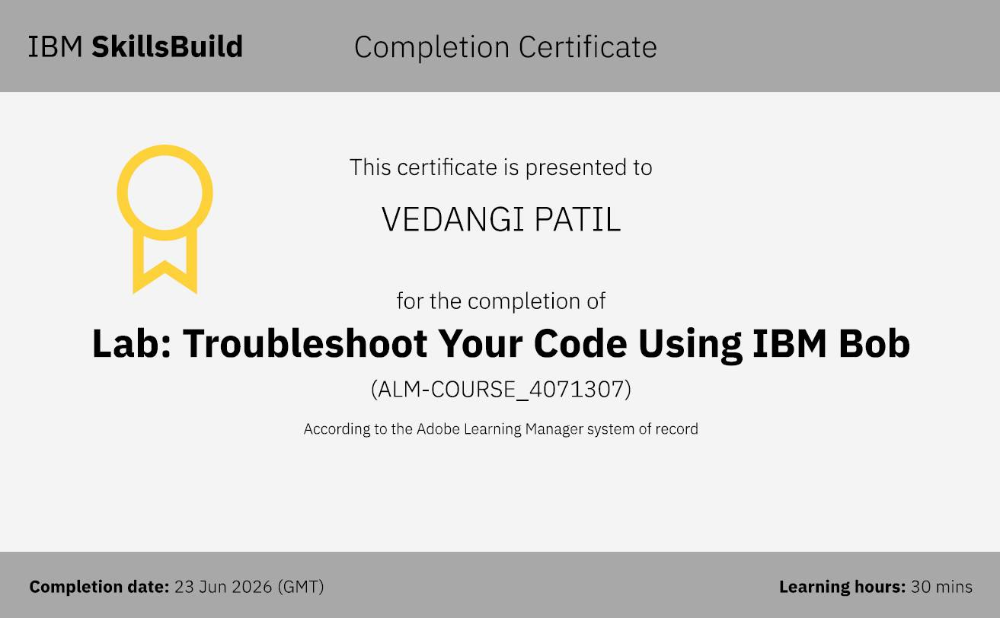 IBM SkillsBuild
Completion Certificate
This certificate is presented to
VEDANGI PATIL
for the completion of
Lab: Troubleshoot Your Code Using IBM Bob
(ALM-COURSE_4071307)
According to the Adobe Learning Manager system of record
Completion date: 23 Jun 2026 (GMT)
Learning hours: 30 mins